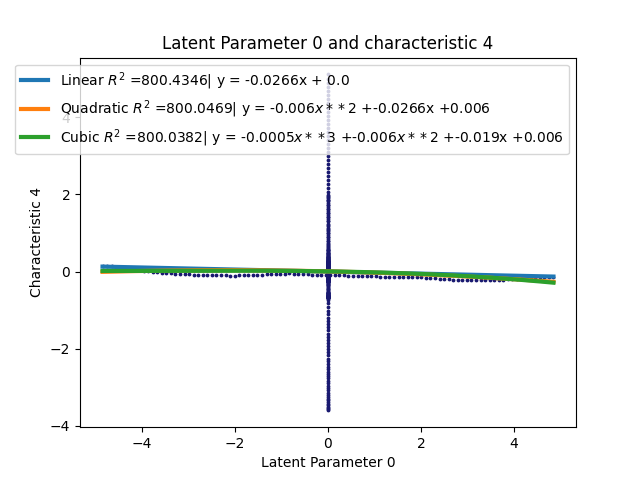 Latent Parameter 0 and characteristic 4
Linear R² =800.4346| y = -0.0266x + 0.0
Quadratic R² =800.0469| y = -0.006x * *2 +-0.0266x +0.006
Cubic R² =800.0382| y = -0.0005x * *3 +-0.006x * *2 +-0.019x +0.006
4
2
0
−2
−4
Characteristic 4
−4 −2 0 2 4
Latent Parameter 0